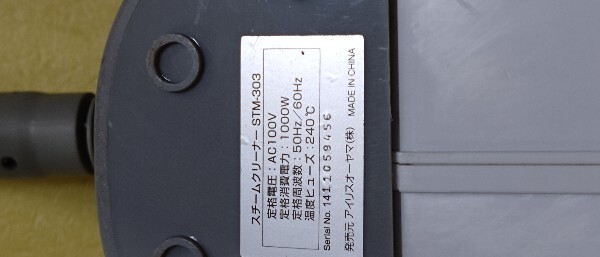 スチームクリーナー STM-303
定格電圧：AC100V
定格消費電力：1000W
定格周波数：50Hz／60Hz
温度ヒューズ：240℃
Serial No. 1411059456
発売元 アイリスオーヤマ(株) MADE IN CHINA